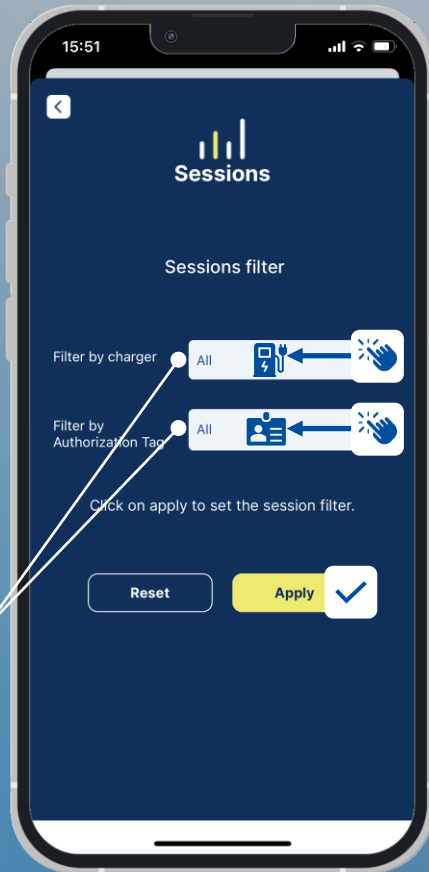 15:51
Sessions
Sessions filter
Filter by charger
All
Filter by
Authorization Tag
All
Click on apply to set the session filter.
Reset
Apply